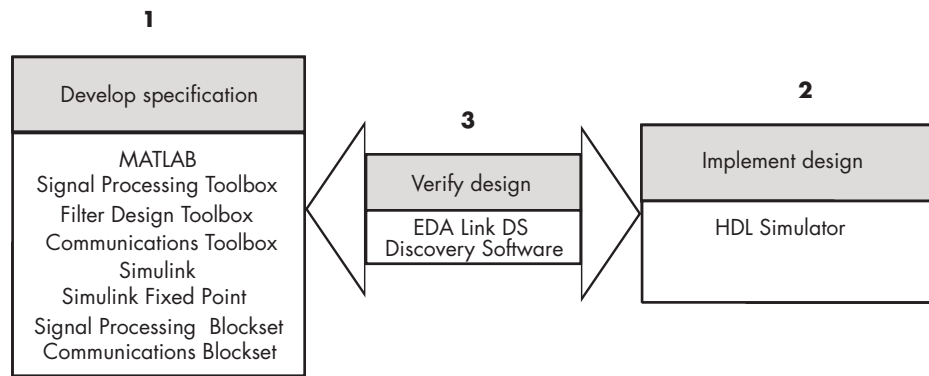 1
Develop specification
MATLAB
Signal Processing Toolbox
Filter Design Toolbox
Communications Toolbox
Simulink
Simulink Fixed Point
Signal Processing Blockset
Communications Blockset
3
Verify design
EDA Link DS
Discovery Software
2
Implement design
HDL Simulator